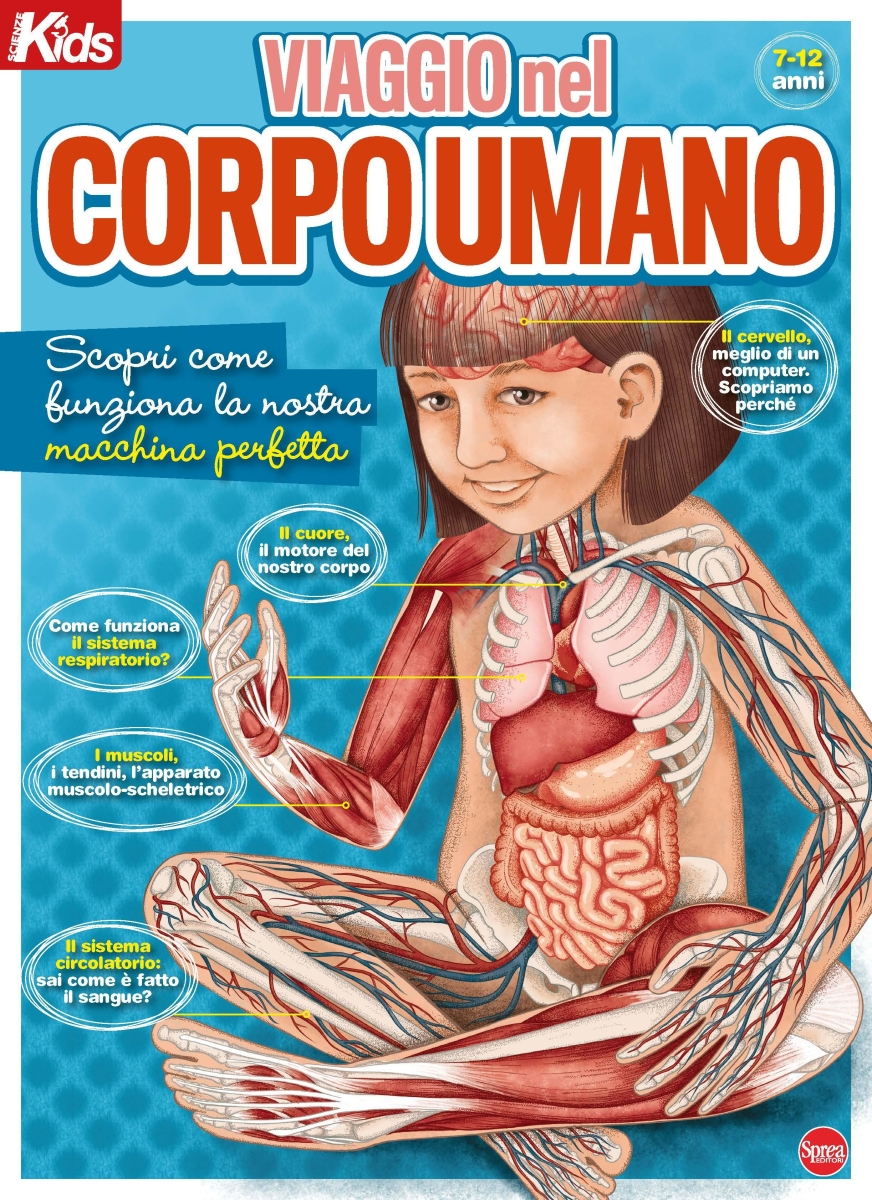 SCIENZE
Kids
VIAGGIO nel
7-12
anni
CORPO UMANO
Scopri come
funziona la nostra
macchina perfetta
Il cervello,
meglio di un
computer.
Scopriamo
perché
Il cuore,
il motore del
nostro corpo
Come funziona
il sistema
respiratorio?
I muscoli,
i tendini, l'apparato
muscolo-scheletrico
Il sistema
circolatorio:
sai come è fatto
il sangue?
Sprea
EDITORI